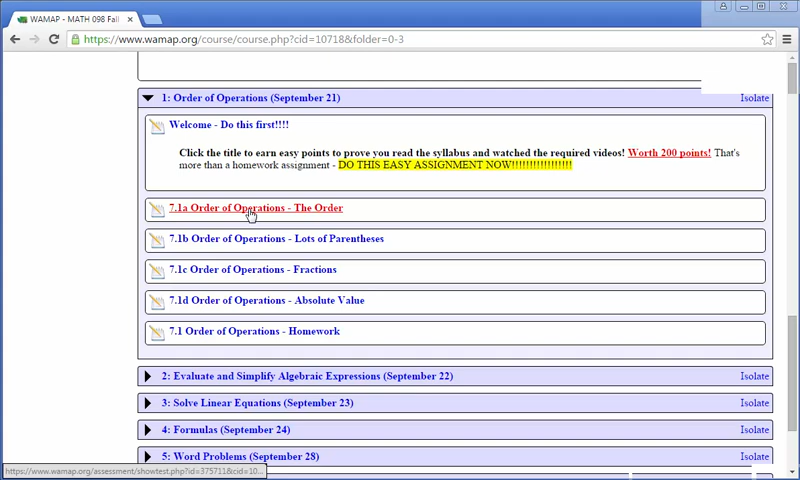 WAMAP - MATH 098 Fall
https://www.wamap.org/course/course.php?cid=10718&folder=0-3
1: Order of Operations (September 21)
Isolate
Welcome - Do this first!!!!
Click the title to earn easy points to prove you read the syllabus and watched the required videos! Worth 200 points! That's
more than a homework assignment - DO THIS EASY ASSIGNMENT NOW!!!!!!!!!!!!!!!!!
7.1a Order of Operations - The Order
7.1b Order of Operations - Lots of Parentheses
7.1c Order of Operations - Fractions
7.1d Order of Operations - Absolute Value
7.1 Order of Operations - Homework
2: Evaluate and Simplify Algebraic Expressions (September 22)
Isolate
3: Solve Linear Equations (September 23)
Isolate
4: Formulas (September 24)
Isolate
5: Word Problems (September 28)
Isolate
https://www.wamap.org/assessment/showtest.php?id=375711&cid=10...